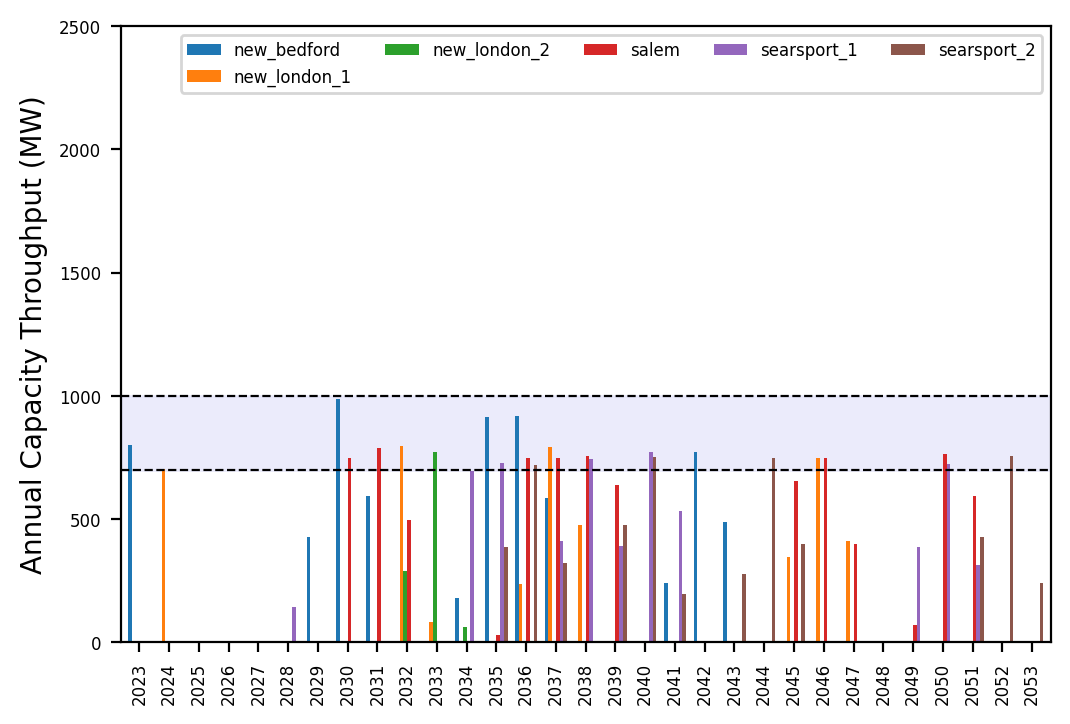 new_bedford new_london_2 salem searsport_1 searsport_2
new_london_1
Annual Capacity Throughput (MW)
2500
2000
1500
1000
500
0
2023 2024 2025 2026 2027 2028 2029 2030 2031 2032 2033 2034 2035 2036 2037 2038 2039 2040 2041 2042 2043 2044 2045 2046 2047 2048 2049 2050 2051 2052 2053